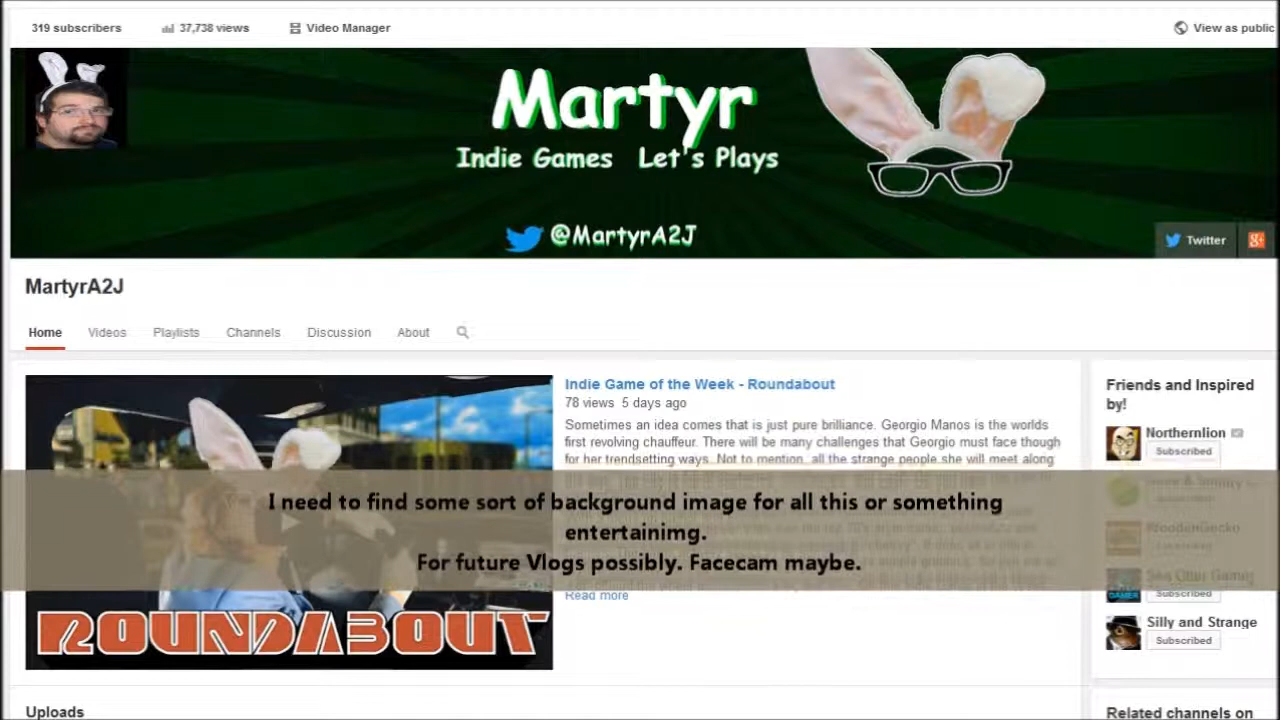 319 subscribers
37,738 views
Video Manager
View as public
Martyr
Indie Games Let's Plays
@MartyrA2J
Twitter
MartyrA2J
Home
Videos
Playlists
Channels
Discussion
About
Indie Game of the Week - Roundabout
78 views 5 days ago
Sometimes an idea comes that is just pure brilliance. Georgio Manos is the worlds
first revolving chauffeur. There will be many challenges that Georgio must face though
for her trendsetting ways. Not to mention, all the strange people she will meet along
I need to find some sort of background image for all this or something
entertainimg.
For future Vlogs possibly. Facecam maybe.
Read more
ROUNDABOUT
Friends and Inspired
by!
Northernlion
Subscribed
WoodenGecko
Subscribed
Silly and Strange
Subscribed
Uploads
Related channels on